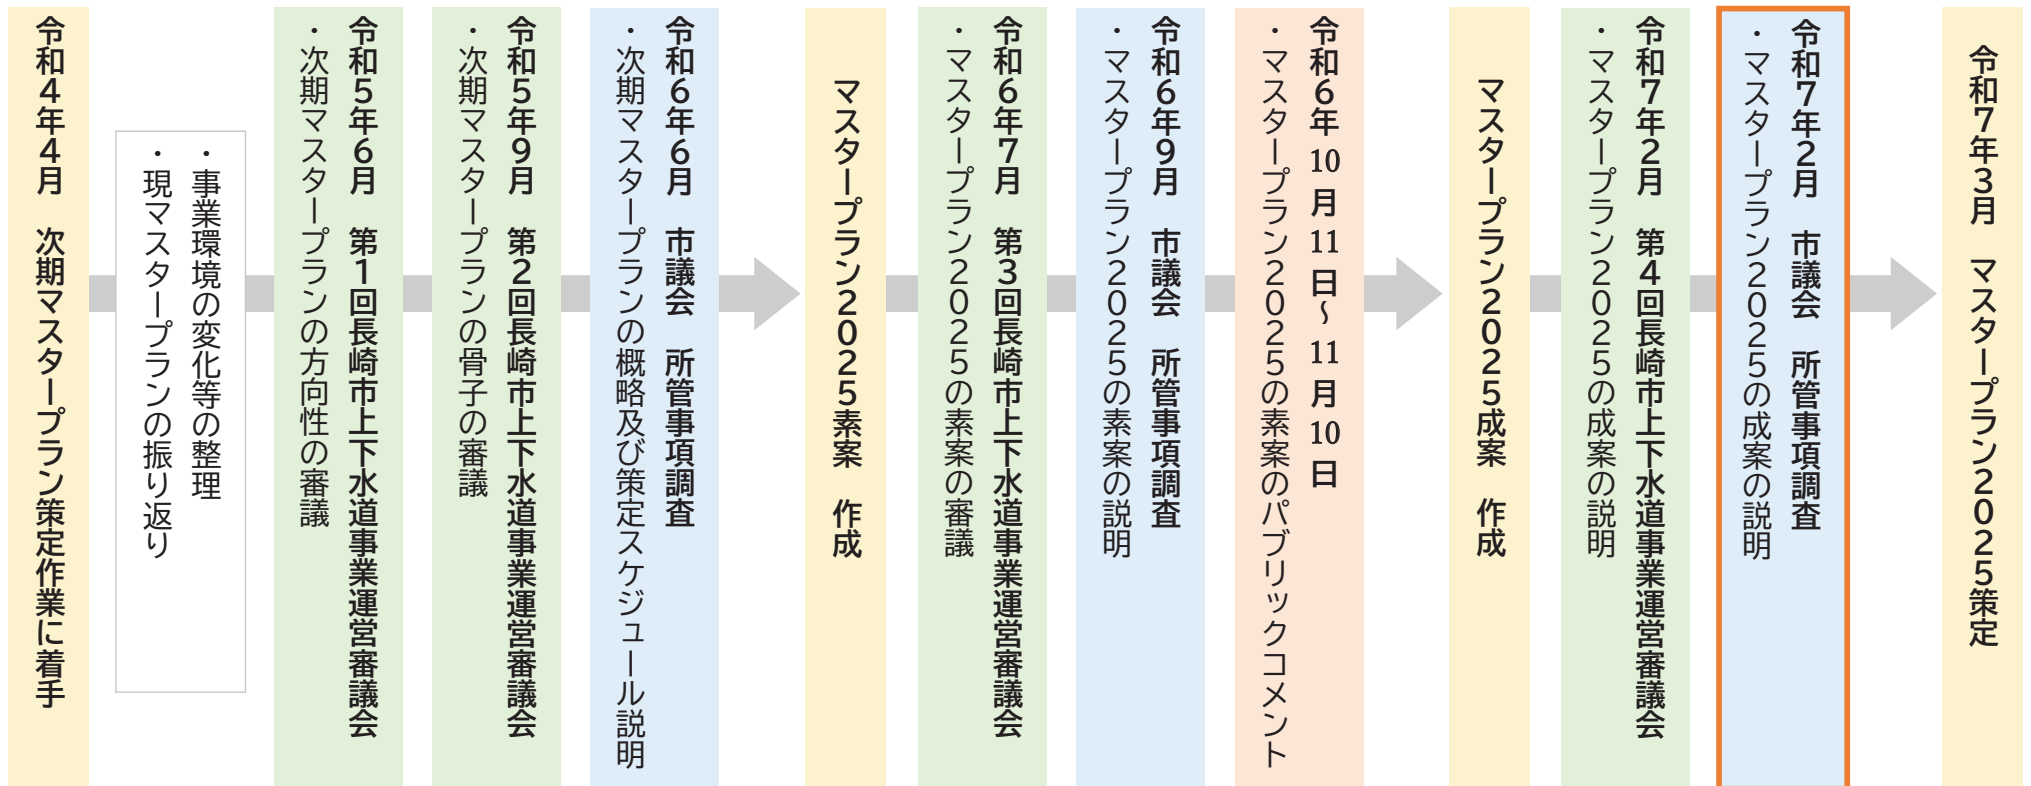 令和４年４月　次期マスタープラン策定作業に着手
・事業環境の変化等の整理
・現マスタープランの振り返り
令和５年６月　第１回長崎市上下水道事業運営審議会
・次期マスタープランの方向性の審議
令和５年９月　第２回長崎市上下水道事業運営審議会
・次期マスタープランの骨子の審議
令和６年６月　市議会　所管事項調査
・次期マスタープランの概略及び策定スケジュール説明
マスタープラン２０２５素案　作成
令和６年７月　第３回長崎市上下水道事業運営審議会
・マスタープラン２０２５の素案の審議
令和６年９月　市議会　所管事項調査
・マスタープラン２０２５の素案の説明
令和６年10月11日～11月10日
・マスタープラン２０２５の素案のパブリックコメント
マスタープラン２０２５成案　作成
令和７年２月　第４回長崎市上下水道事業運営審議会
・マスタープラン２０２５の成案の説明
令和７年２月　市議会　所管事項調査
・マスタープラン２０２５の成案の説明
令和７年３月　マスタープラン２０２５策定